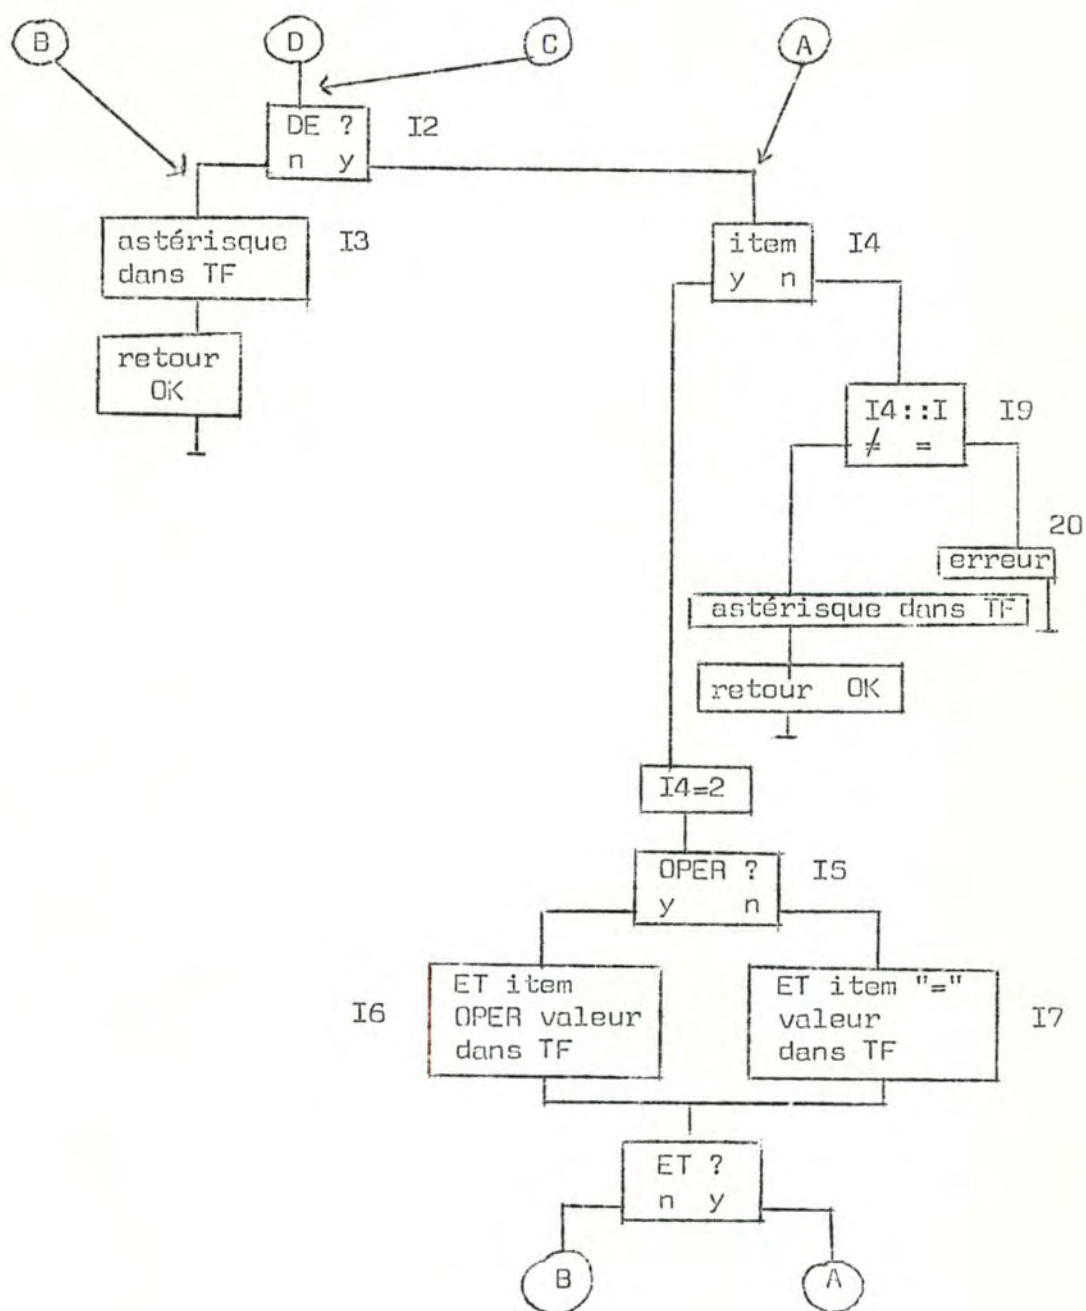 B D C A
DE ? I2
n y
astérisque I3
dans TF
item I4
y n
retour
OK
I4::I I9
≠ =
20
erreur
astérisque dans TF
retour OK
I4=2
OPER ? I5
y n
ET item
I6 OPER valeur
dans TF
ET item "="
valeur I7
dans TF
ET ?
n y
B A